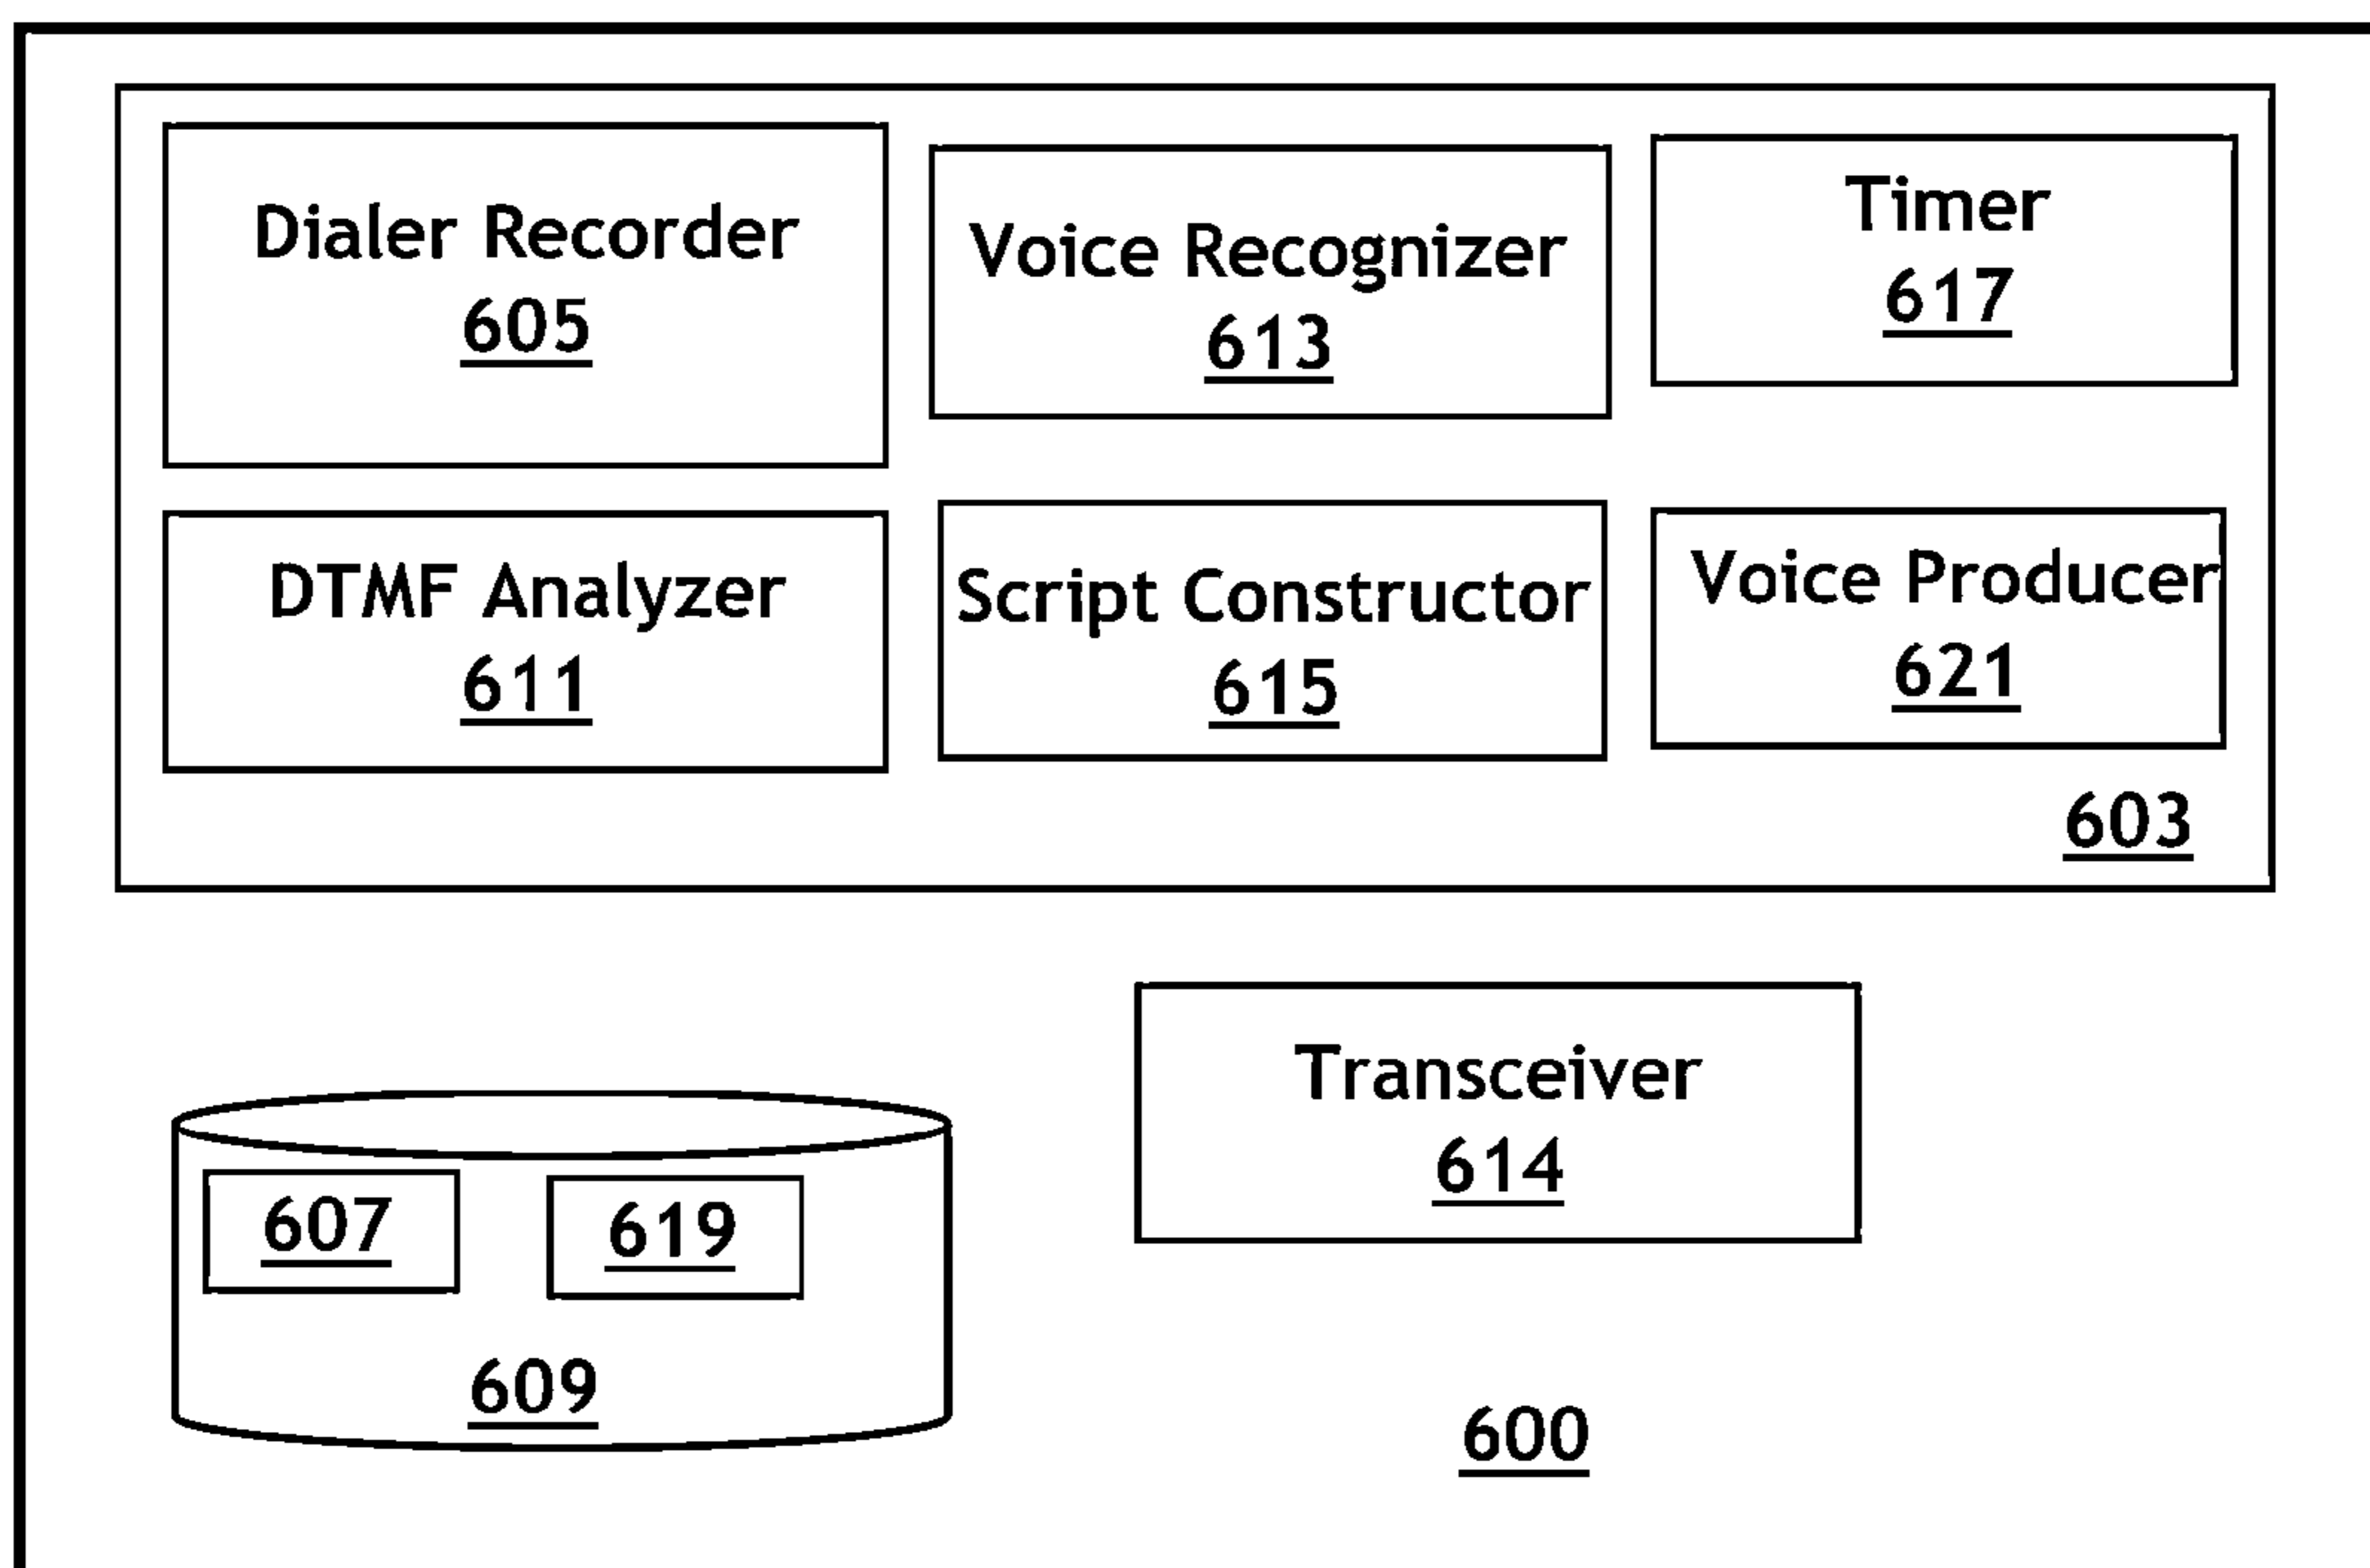 Dialer Recorder
605
Voice Recognizer
613
Timer
617
DTMF Analyzer
611
Script Constructor
615
Voice Producer
621
603
Transceiver
614
607
619
609
600